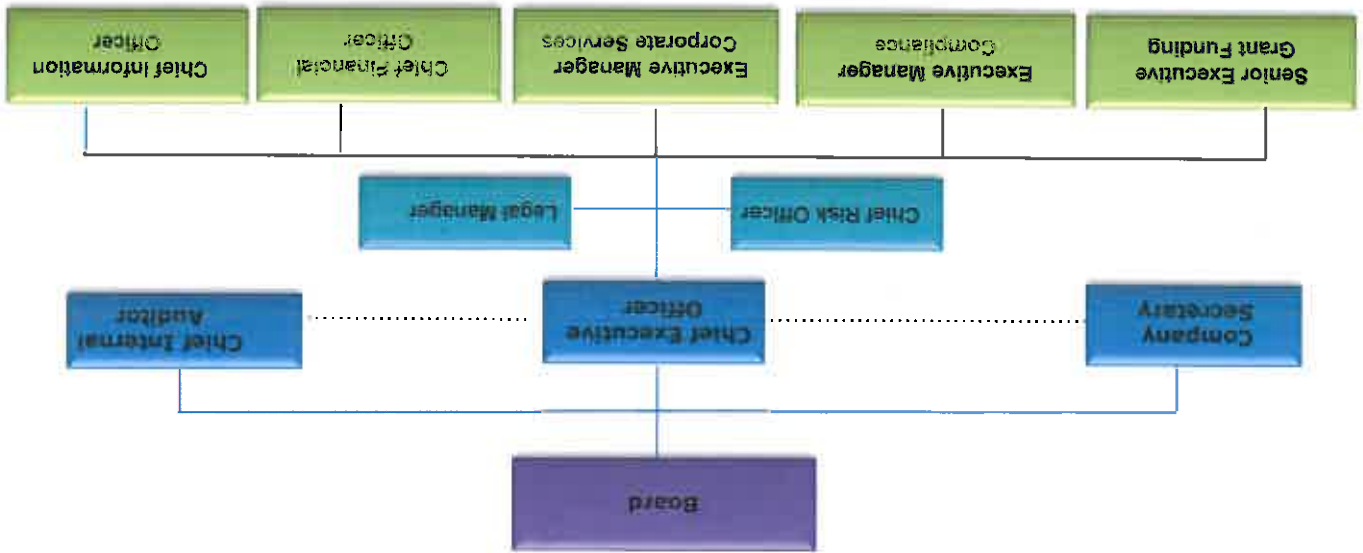 Board
Company
Secretary
Chief Executive
Officer
Chief Internal
Auditor
Chief Risk Officer
Legal Manager
Senior Executive
Grant Funding
Executive Manager
Compliance
Executive Manager
Corporate Services
Chief Financial
Officer
Chief Information
Officer